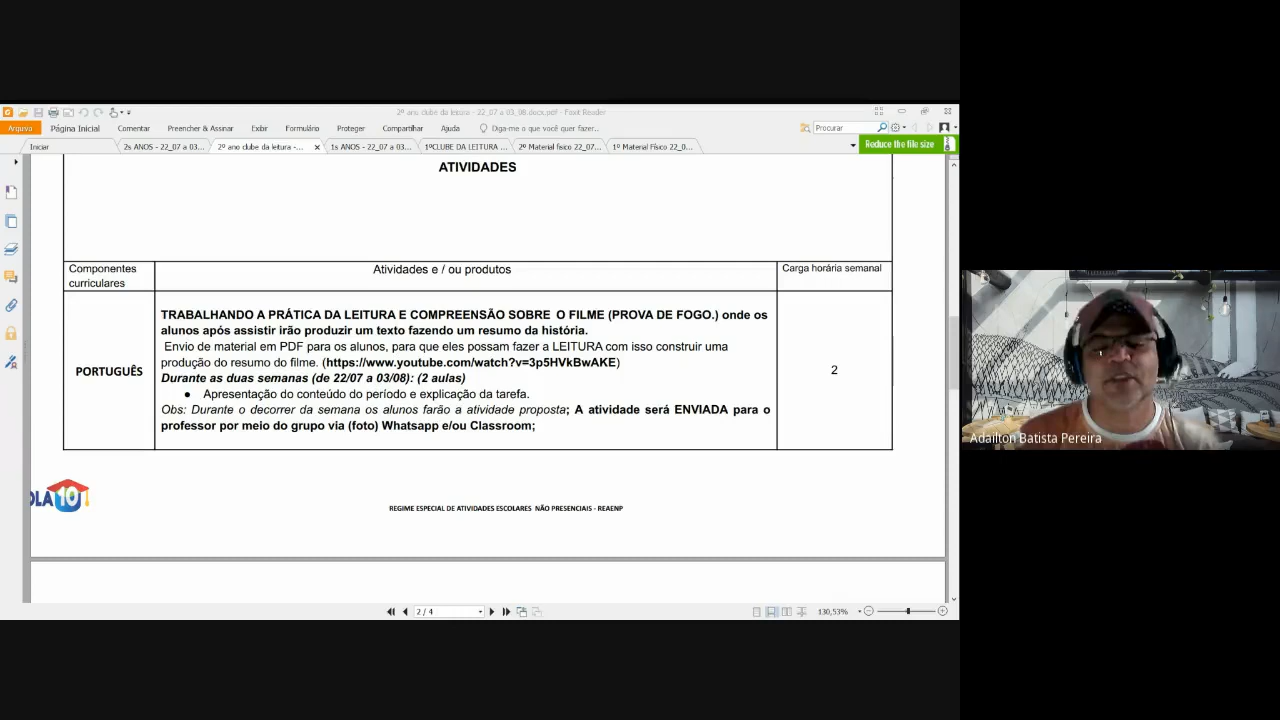 2º ano clube da leitura - 22_07 a 03_08.docx.pdf - Foxit Reader
Arquivo Página Inicial Comentar Preencher & Assinar Exibir Formulário Proteger Compartilhar Ajuda Diga-me o que você quer fazer... Procurar
Iniciar 2s ANOS - 22_07 a 03... 2º ano clube da leitura -... 1s ANOS - 22_07 a 03... 1ºCLUBE DA LEITURA ... 2º Material físico 22_07... 1º Material Físico 22_0... Reduce the file size
ATIVIDADES
Componentes curriculares
Atividades e / ou produtos
Carga horária semanal
PORTUGUÊS
TRABALHANDO A PRÁTICA DA LEITURA E COMPREENSÃO SOBRE O FILME (PROVA DE FOGO.) onde os
alunos após assistir irão produzir um texto fazendo um resumo da história.
Envio de material em PDF para os alunos, para que eles possam fazer a LEITURA com isso construir uma
produção do resumo do filme. (https://www.youtube.com/watch?v=3p5HVkBwAKE)
Durante as duas semanas (de 22/07 a 03/08): (2 aulas)
● Apresentação do conteúdo do período e explicação da tarefa.
Obs: Durante o decorrer da semana os alunos farão a atividade proposta; A atividade será ENVIADA para o
professor por meio do grupo via (foto) Whatsapp e/ou Classroom;
2
OLA 10
REGIME ESPECIAL DE ATIVIDADES ESCOLARES NÃO PRESENCIAIS - REAENP
2 / 4
130,53%
Adailton Batista Pereira